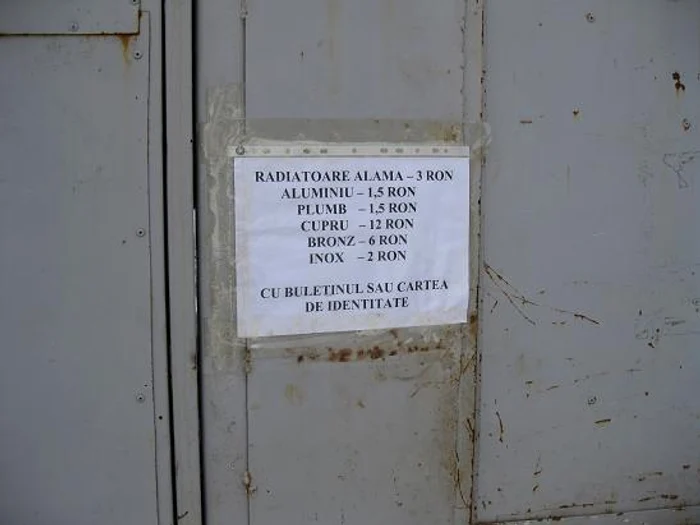 RADIATOARE ALAMA – 3 RON
ALUMINIU – 1,5 RON
PLUMB – 1,5 RON
CUPRU – 12 RON
BRONZ – 6 RON
INOX – 2 RON
CU BULETINUL SAU CARTEA
DE IDENTITATE